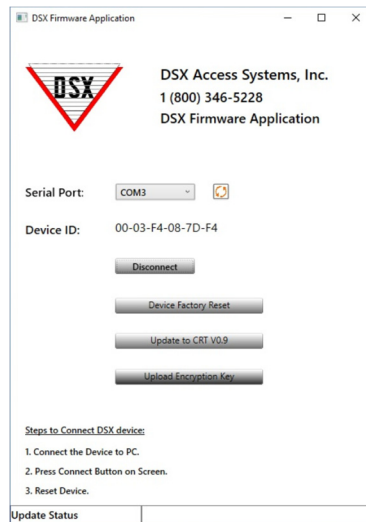 DSX Firmware Application
DSX
DSX Access Systems, Inc.
1 (800) 346-5228
DSX Firmware Application
Serial Port: COM3
Device ID: 00-03-F4-08-7D-F4
Disconnect
Device Factory Reset
Update to CRT V0.9
Upload Encryption Key
Steps to Connect DSX device:
1. Connect the Device to PC.
2. Press Connect Button on Screen.
3. Reset Device.
Update Status